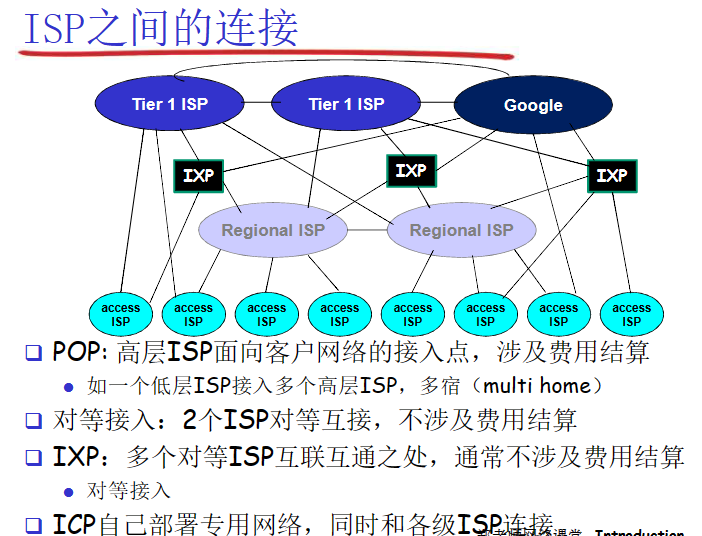 ISP之间的连接
Tier 1 ISP
Tier 1 ISP
Google
IXP
IXP
IXP
Regional ISP
Regional ISP
access ISP
access ISP
access ISP
access ISP
access ISP
access ISP
access ISP
access ISP
POP: 高层ISP面向客户网络的接入点，涉及费用结算
如一个低层ISP接入多个高层ISP，多宿（multi home）
对等接入：2个ISP对等互接，不涉及费用结算
IXP：多个对等ISP互联互通之处，通常不涉及费用结算
对等接入
ICP自己部署专用网络，同时和各级ISP连接
Introduction